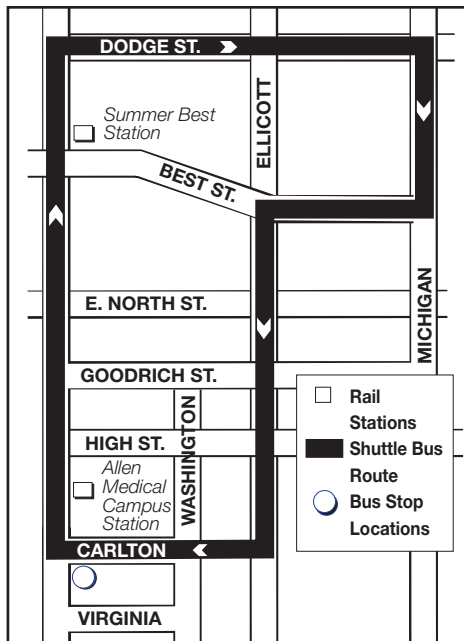 DODGE ST.
Summer Best
Station
ELLICOTT
BEST ST.
E. NORTH ST.
MICHIGAN
GOODRICH ST.
WASHINGTON
HIGH ST.
Allen
Medical
Campus
Station
CARLTON
VIRGINIA
Rail
Stations
Shuttle Bus
Route
Bus Stop
Locations